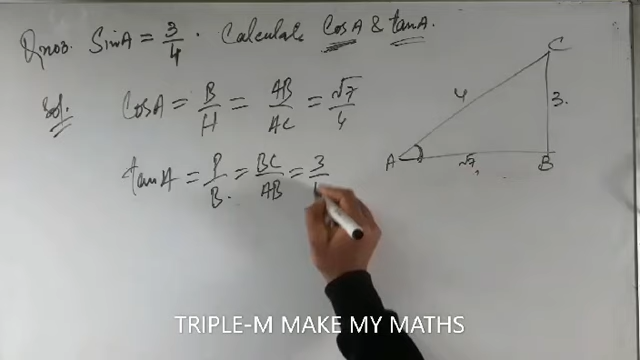 Qno3. SinA = 3/4 . Calculate CosA & tanA.
Sol. CosA = B/H = AB/AC = √7/4
tanA = P/B. = BC/AB = 3/
C
4
3.
A
√7,
B
TRIPLE-M MAKE MY MATHS